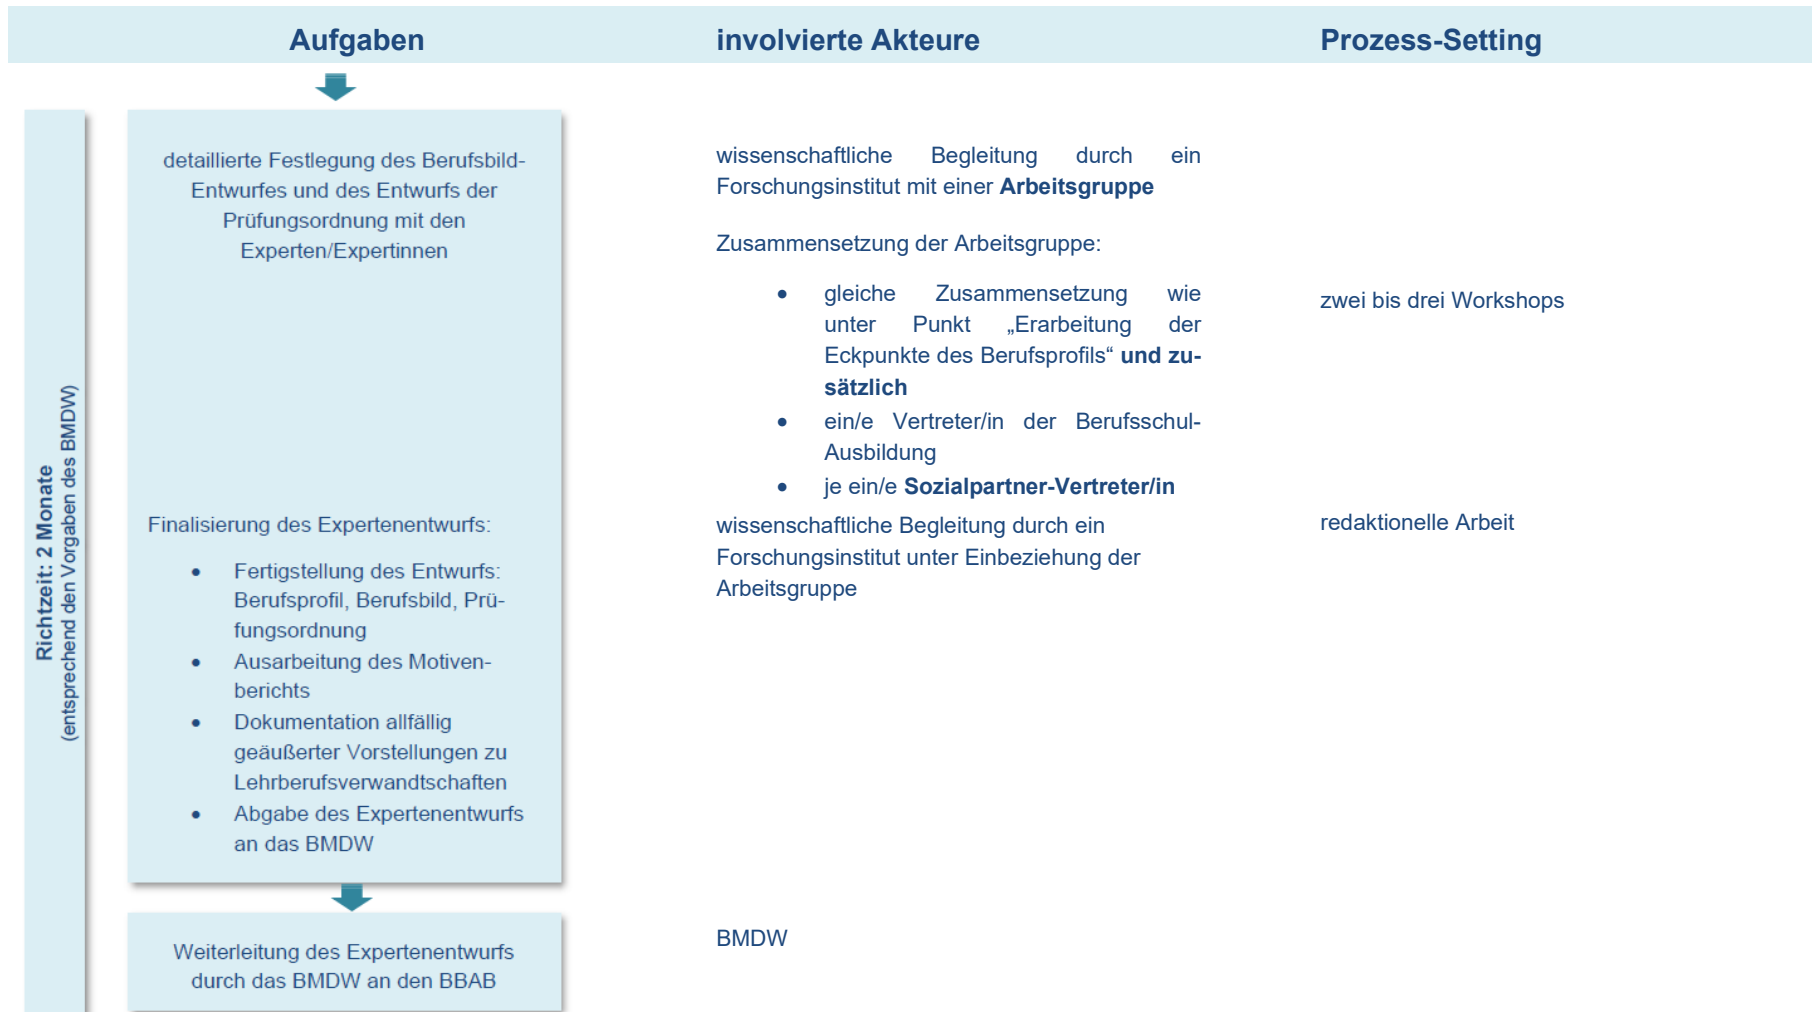 Aufgaben
involvierte Akteure
Prozess-Setting
Richtzeit: 2 Monate
(entsprechend den Vorgaben des BMDW)
detaillierte Festlegung des Berufsbild-
Entwurfes und des Entwurfs der
Prüfungsordnung mit den
Experten/Expertinnen
wissenschaftliche Begleitung durch ein
Forschungsinstitut mit einer Arbeitsgruppe
Zusammensetzung der Arbeitsgruppe:
• gleiche Zusammensetzung wie
unter Punkt „Erarbeitung der
Eckpunkte des Berufsprofils“ und zu-
sätzlich
• ein/e Vertreter/in der Berufsschul-
Ausbildung
• je ein/e Sozialpartner-Vertreter/in
zwei bis drei Workshops
Finalisierung des Expertenentwurfs:
• Fertigstellung des Entwurfs:
Berufsprofil, Berufsbild, Prü-
fungsordnung
• Ausarbeitung des Motiven-
berichts
• Dokumentation allfällig
geäußerter Vorstellungen zu
Lehrberufsverwandtschaften
• Abgabe des Expertenentwurfs
an das BMDW
wissenschaftliche Begleitung durch ein
Forschungsinstitut unter Einbeziehung der
Arbeitsgruppe
redaktionelle Arbeit
Weiterleitung des Expertenentwurfs
durch das BMDW an den BBAB
BMDW